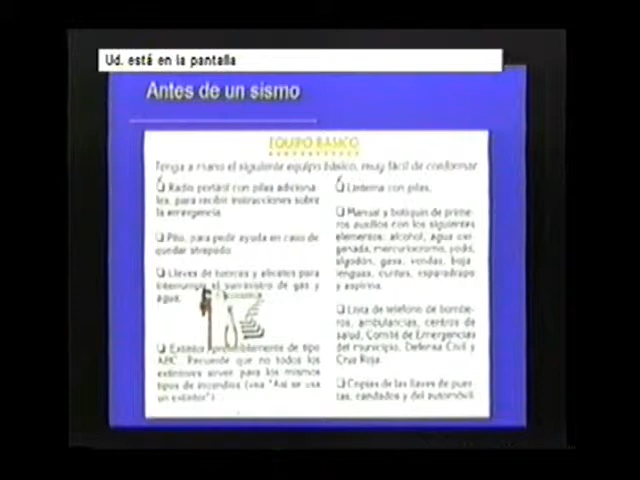 Ud. está en la pantalla
Antes de un sismo
EQUIPO BASICO
Tenga a mano el siguiente equipo básico, muy fácil de conformar
Radio portátil con pilas adiciona-
les, para recibir instrucciones sobre
la emergencia.
Pito, para pedir ayuda en caso de
quedar atrapado.
Llaves de tuercas y alicates para
interrumpir el suministro de gas y
agua.
Extintor preferiblemente de tipo
ABC. Recuerde que no todos los
extintores sirven para los mismos
tipos de incendios (vea "Así se usa
un extintor").
Linterna con pilas.
Manual y botiquín de prime-
ros auxilios con los siguientes
elementos: alcohol, agua oxi-
genada, mercuriocromo, yodo,
algodón, gasa, vendas, baja-
lenguas, curitas, esparadrapo
y aspirina.
Lista de teléfono de bombe-
ros, ambulancias, centros de
salud, Comité de Emergencias
del municipio, Defensa Civil y
Cruz Roja.
Copias de las llaves de puer-
tas, candados y del automóvil.